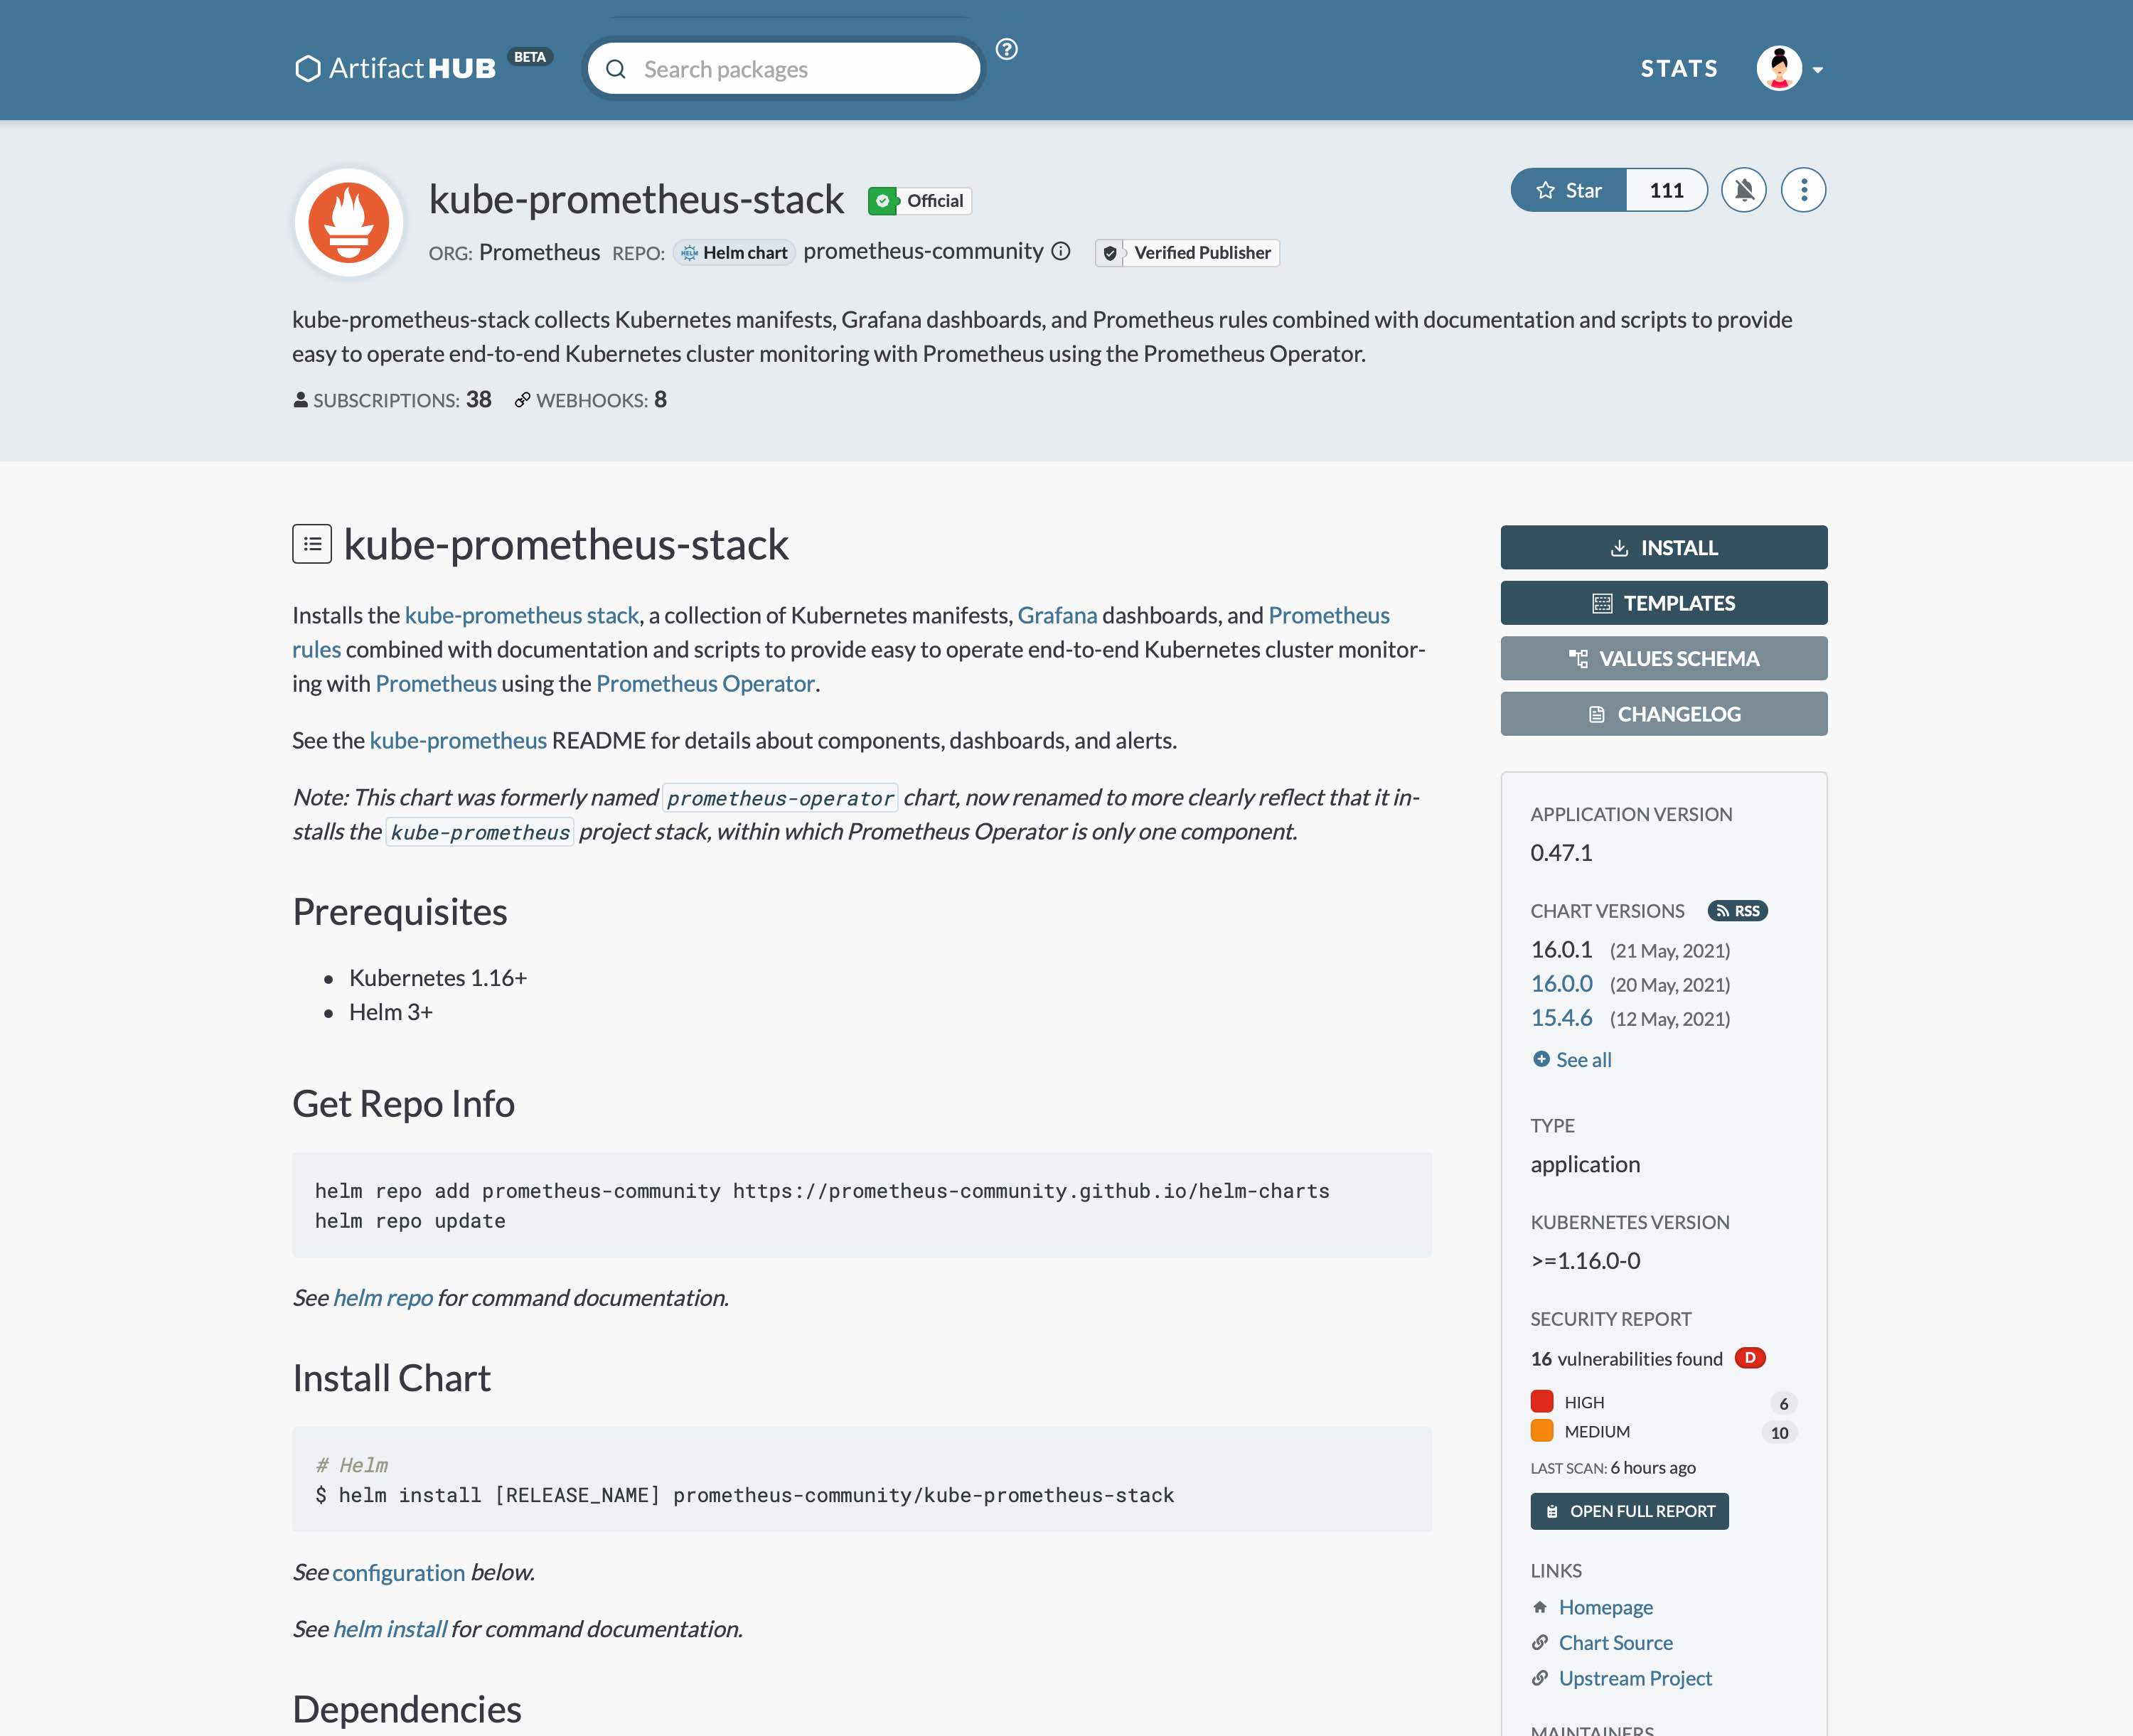 ArtifactHUB BETA
Search packages
STATS
kube-prometheus-stack Official
ORG: Prometheus REPO: HELM Helm chart prometheus-community Verified Publisher
Star 111
kube-prometheus-stack collects Kubernetes manifests, Grafana dashboards, and Prometheus rules combined with documentation and scripts to provide
easy to operate end-to-end Kubernetes cluster monitoring with Prometheus using the Prometheus Operator.
SUBSCRIPTIONS: 38 WEBHOOKS: 8
kube-prometheus-stack
Installs the kube-prometheus stack, a collection of Kubernetes manifests, Grafana dashboards, and Prometheus
rules combined with documentation and scripts to provide easy to operate end-to-end Kubernetes cluster monitor-
ing with Prometheus using the Prometheus Operator.
See the kube-prometheus README for details about components, dashboards, and alerts.
Note: This chart was formerly named prometheus-operator chart, now renamed to more clearly reflect that it in-
stalls the kube-prometheus project stack, within which Prometheus Operator is only one component.
Prerequisites
• Kubernetes 1.16+
• Helm 3+
Get Repo Info
helm repo add prometheus-community https://prometheus-community.github.io/helm-charts
helm repo update
See helm repo for command documentation.
Install Chart
# Helm
$ helm install [RELEASE_NAME] prometheus-community/kube-prometheus-stack
See configuration below.
See helm install for command documentation.
Dependencies
INSTALL
TEMPLATES
VALUES SCHEMA
CHANGELOG
APPLICATION VERSION
0.47.1
CHART VERSIONS RSS
16.0.1 (21 May, 2021)
16.0.0 (20 May, 2021)
15.4.6 (12 May, 2021)
See all
TYPE
application
KUBERNETES VERSION
>=1.16.0-0
SECURITY REPORT
16 vulnerabilities found D
HIGH 6
MEDIUM 10
LAST SCAN: 6 hours ago
OPEN FULL REPORT
LINKS
Homepage
Chart Source
Upstream Project
MAINTAINERS